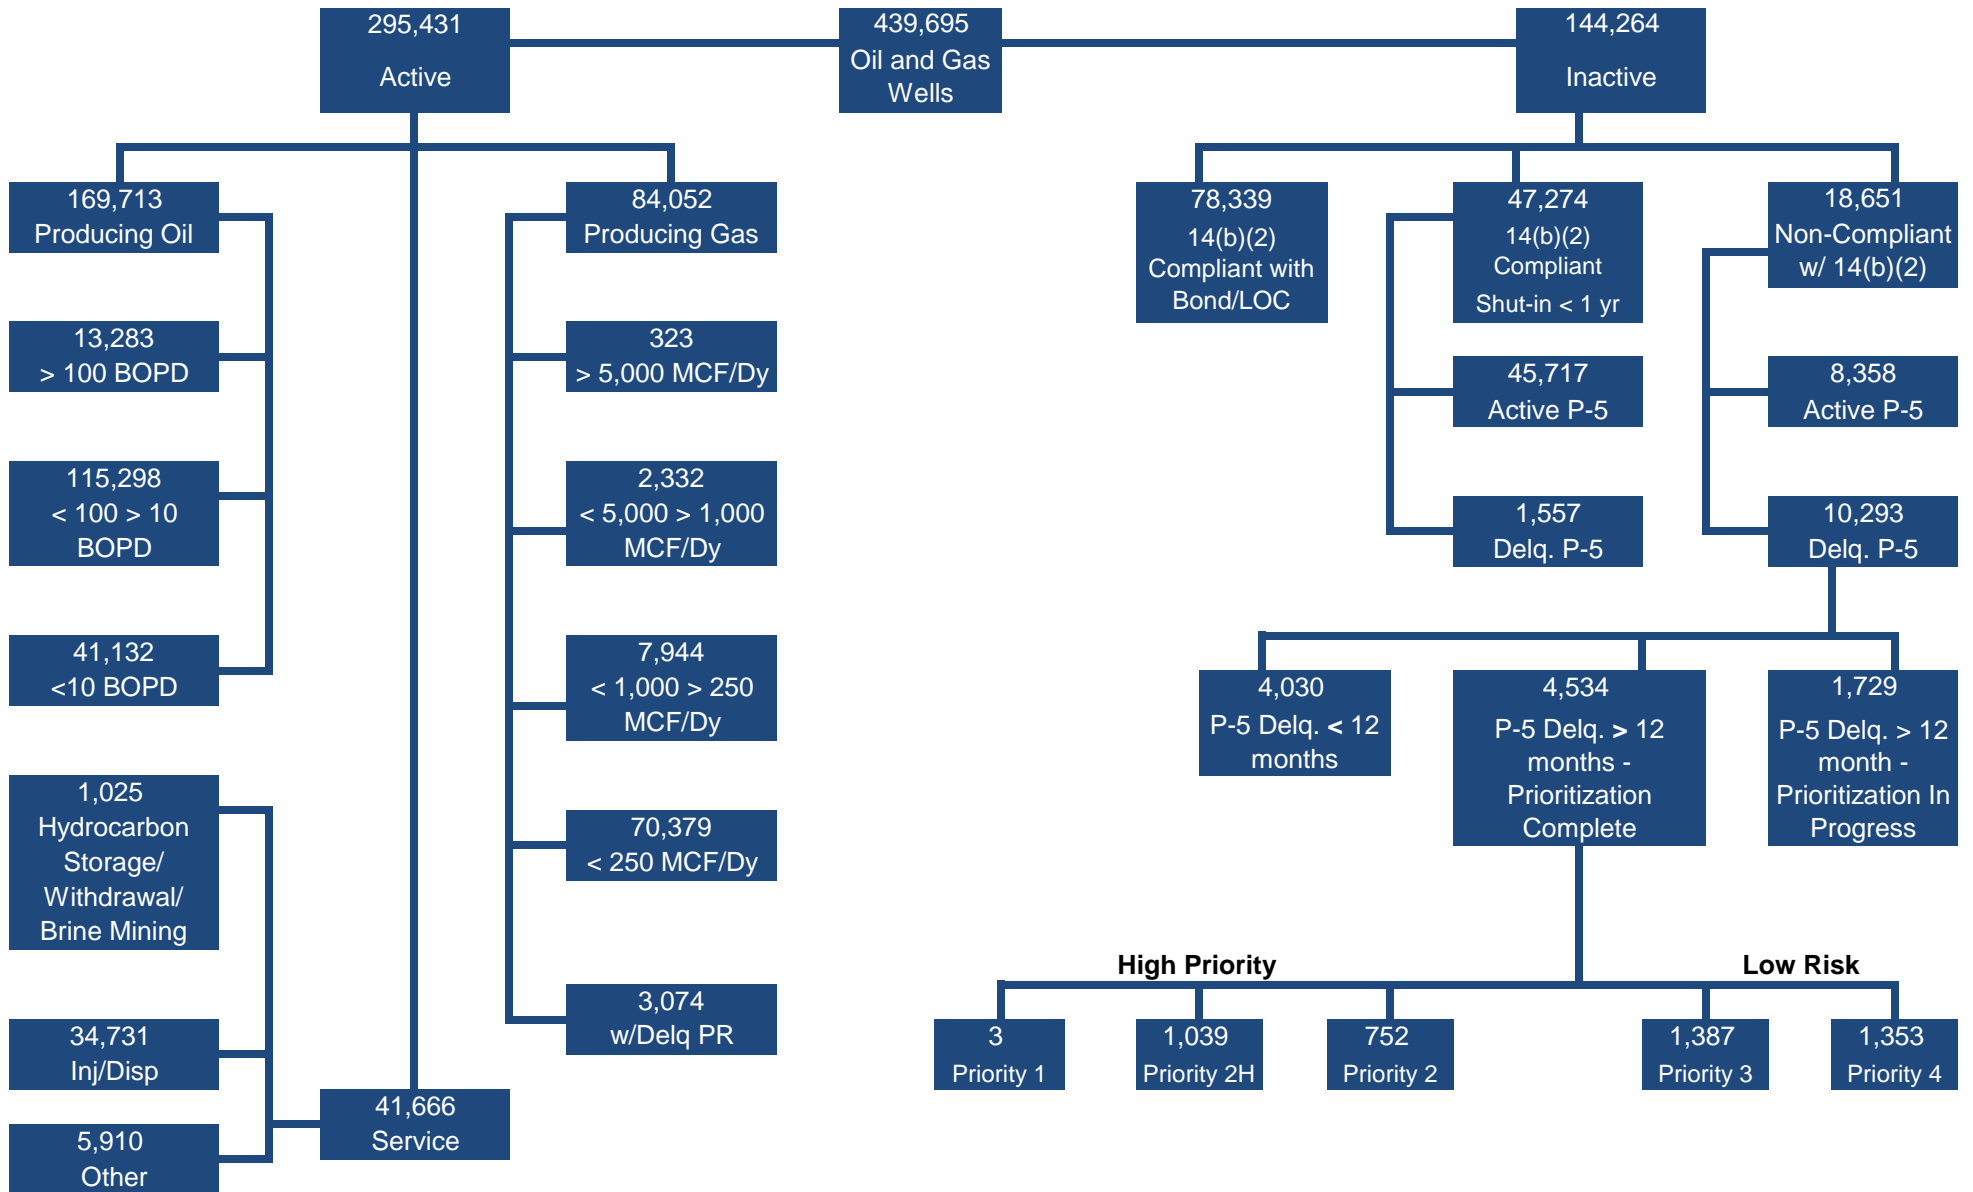 295,431
Active
439,695
Oil and Gas
Wells
144,264
Inactive
169,713
Producing Oil
13,283
> 100 BOPD
115,298
< 100 > 10
BOPD
41,132
<10 BOPD
1,025
Hydrocarbon
Storage/
Withdrawal/
Brine Mining
34,731
Inj/Disp
5,910
Other
41,666
Service
84,052
Producing Gas
323
> 5,000 MCF/Dy
2,332
< 5,000 > 1,000
MCF/Dy
7,944
< 1,000 > 250
MCF/Dy
70,379
< 250 MCF/Dy
3,074
w/Delq PR
78,339
14(b)(2)
Compliant with
Bond/LOC
47,274
14(b)(2)
Compliant
Shut-in < 1 yr
45,717
Active P-5
1,557
Delq. P-5
18,651
Non-Compliant
w/ 14(b)(2)
8,358
Active P-5
10,293
Delq. P-5
4,030
P-5 Delq. < 12
months
4,534
P-5 Delq. > 12
months -
Prioritization
Complete
1,729
P-5 Delq. > 12
month -
Prioritization In
Progress
High Priority
Low Risk
3
Priority 1
1,039
Priority 2H
752
Priority 2
1,387
Priority 3
1,353
Priority 4